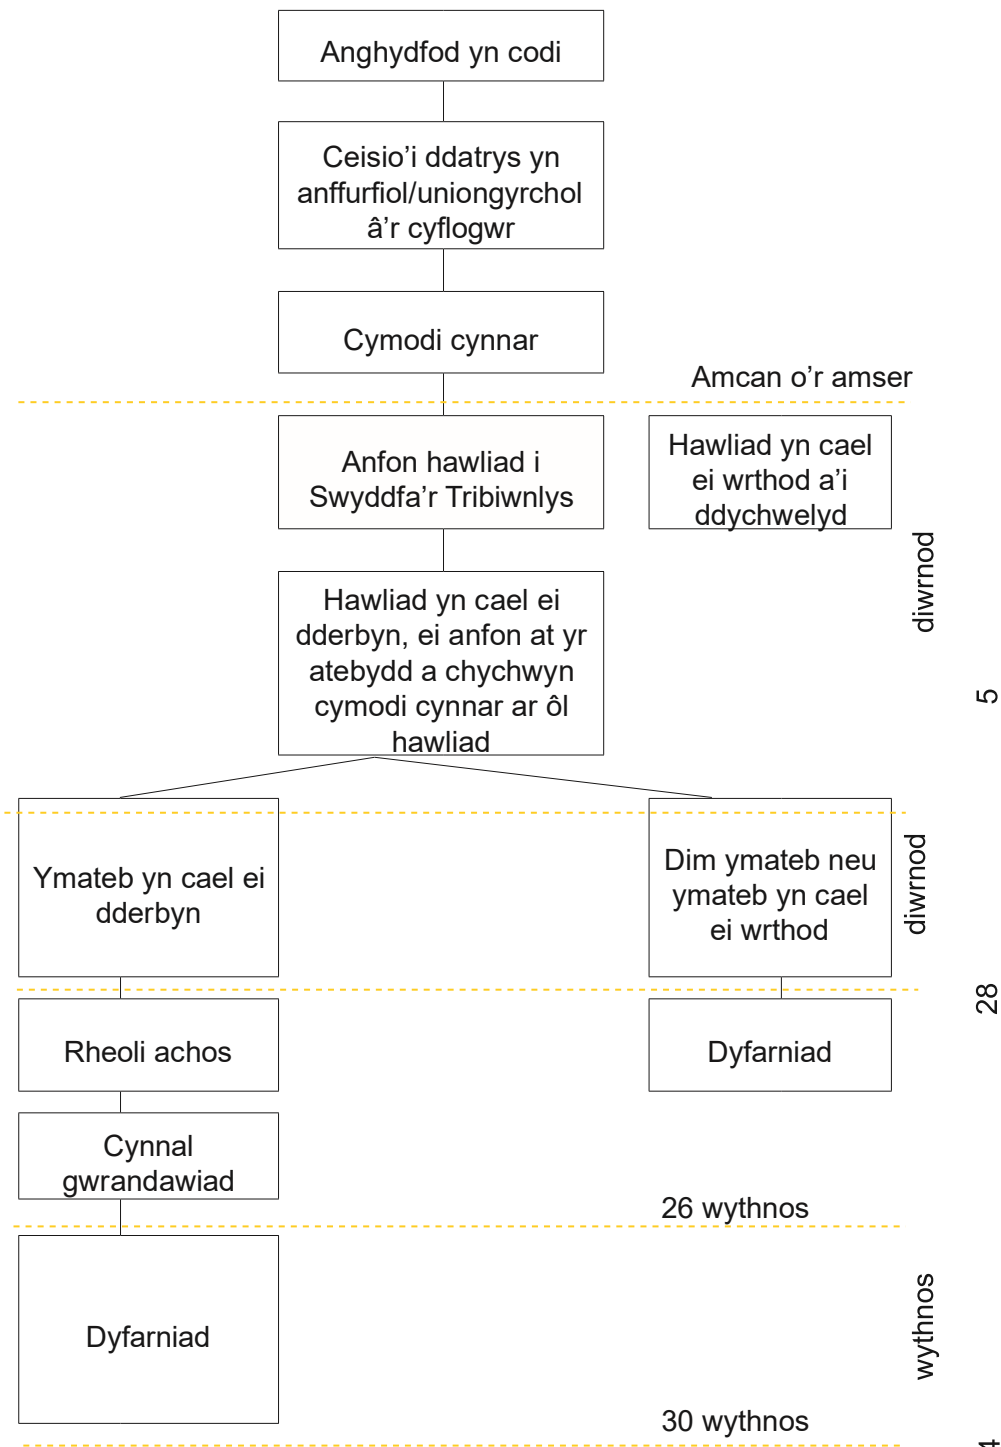 Anghydfod yn codi
Ceisio’i ddatrys yn
anffurfiol/uniongyrchol
â’r cyflogwr
Cymodi cynnar
Amcan o’r amser
Anfon hawliad i
Swyddfa’r Tribiwnlys
Hawliad yn cael
ei wrthod a’i
ddychwelyd
diwrnod
5
Hawliad yn cael ei
dderbyn, ei anfon at yr
atebydd a chychwyn
cymodi cynnar ar ôl
hawliad
Ymateb yn cael ei
dderbyn
Dim ymateb neu
ymateb yn cael
ei wrthod
diwrnod
28
Rheoli achos
Dyfarniad
Cynnal
gwrandawiad
26 wythnos
Dyfarniad
wythnos
4
30 wythnos